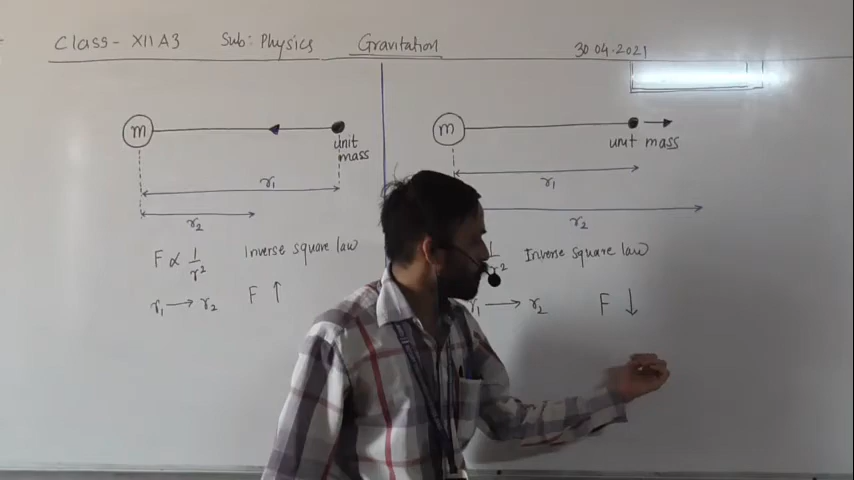 Class- XII A3 Sub: Physics Gravitation 30.04.2021
m
unit
mass
r₁
r₂
F ∝ 1/r² Inverse square law
r₁ → r₂ F ↑
m
unit mass
r₁
r₂
1/r² Inverse square law
r₁ → r₂ F ↓